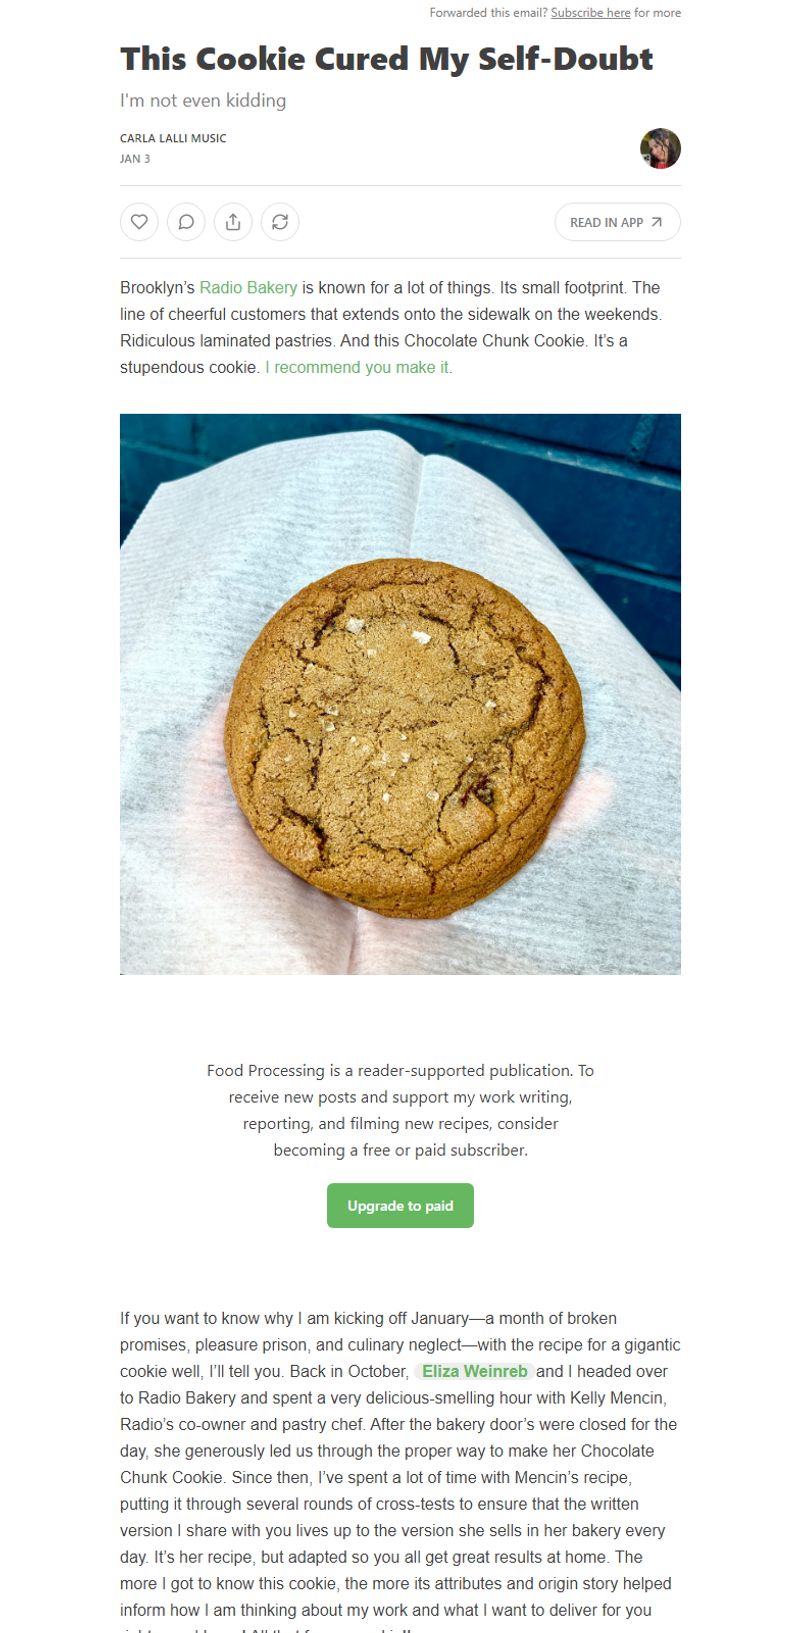 Forwarded this email? Subscribe here for more
This Cookie Cured My Self-Doubt
I'm not even kidding
CARLA LALLI MUSIC
JAN 3
READ IN APP
Brooklyn’s Radio Bakery is known for a lot of things. Its small footprint. The
line of cheerful customers that extends onto the sidewalk on the weekends.
Ridiculous laminated pastries. And this Chocolate Chunk Cookie. It’s a
stupendous cookie. I recommend you make it.
Food Processing is a reader-supported publication. To
receive new posts and support my work writing,
reporting, and filming new recipes, consider
becoming a free or paid subscriber.
Upgrade to paid
If you want to know why I am kicking off January—a month of broken
promises, pleasure prison, and culinary neglect—with the recipe for a gigantic
cookie well, I’ll tell you. Back in October, Eliza Weinreb and I headed over
to Radio Bakery and spent a very delicious-smelling hour with Kelly Mencin,
Radio’s co-owner and pastry chef. After the bakery door’s were closed for the
day, she generously led us through the proper way to make her Chocolate
Chunk Cookie. Since then, I’ve spent a lot of time with Mencin’s recipe,
putting it through several rounds of cross-tests to ensure that the written
version I share with you lives up to the version she sells in her bakery every
day. It’s her recipe, but adapted so you all get great results at home. The
more I got to know this cookie, the more its attributes and origin story helped
inform how I am thinking about my work and what I want to deliver for you